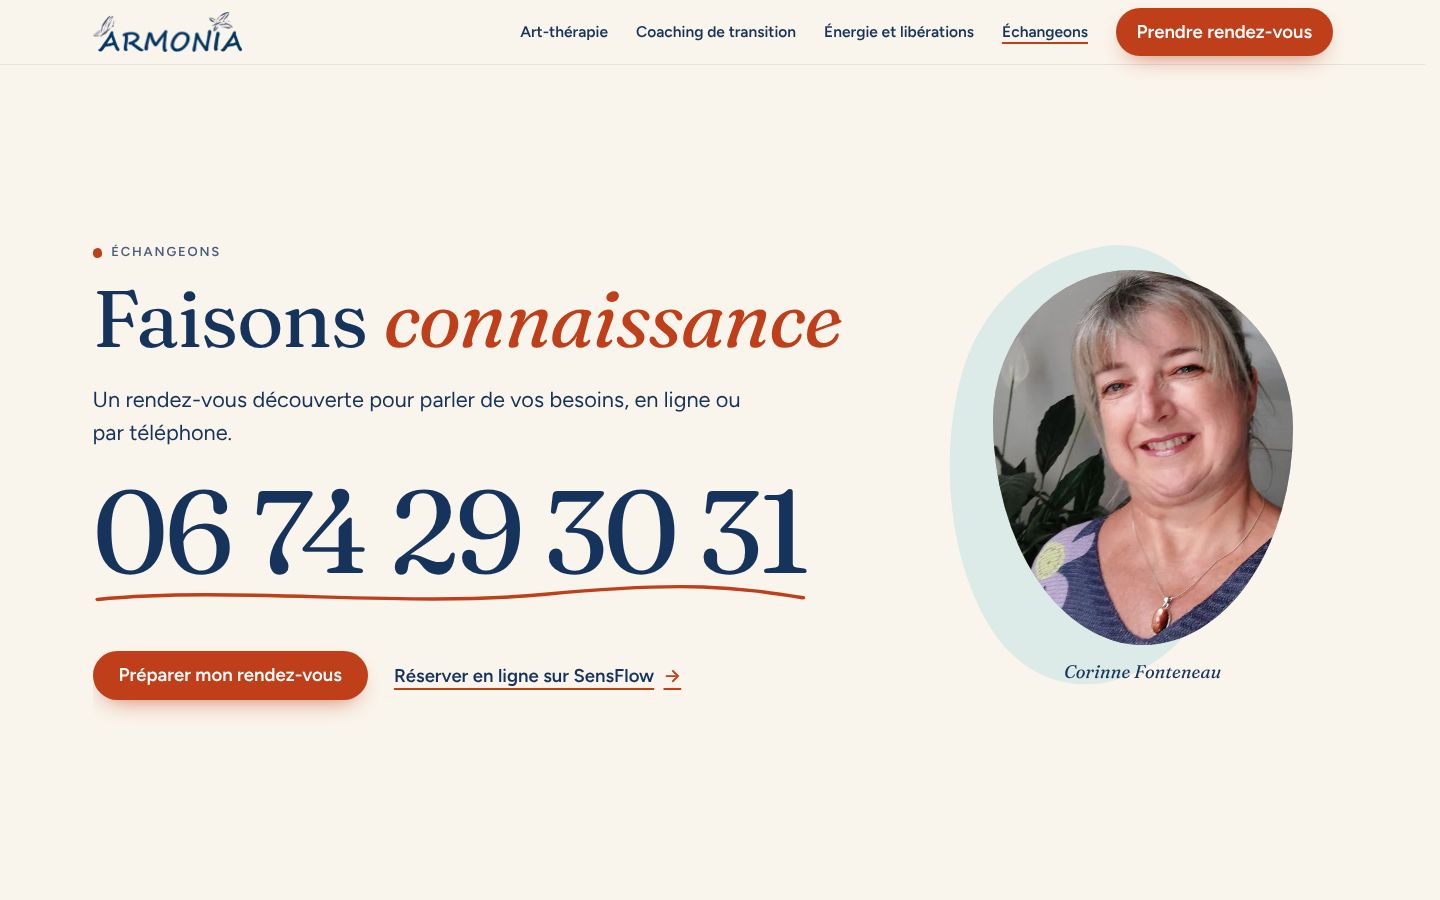 ARMONIA
Art-thérapie
Coaching de transition
Énergie et libérations
Échangeons
Prendre rendez-vous
ÉCHANGEONS
Faisons connaissance
Un rendez-vous découverte pour parler de vos besoins, en ligne ou
par téléphone.
06 74 29 30 31
Préparer mon rendez-vous
Réserver en ligne sur SensFlow →
Corinne Fonteneau